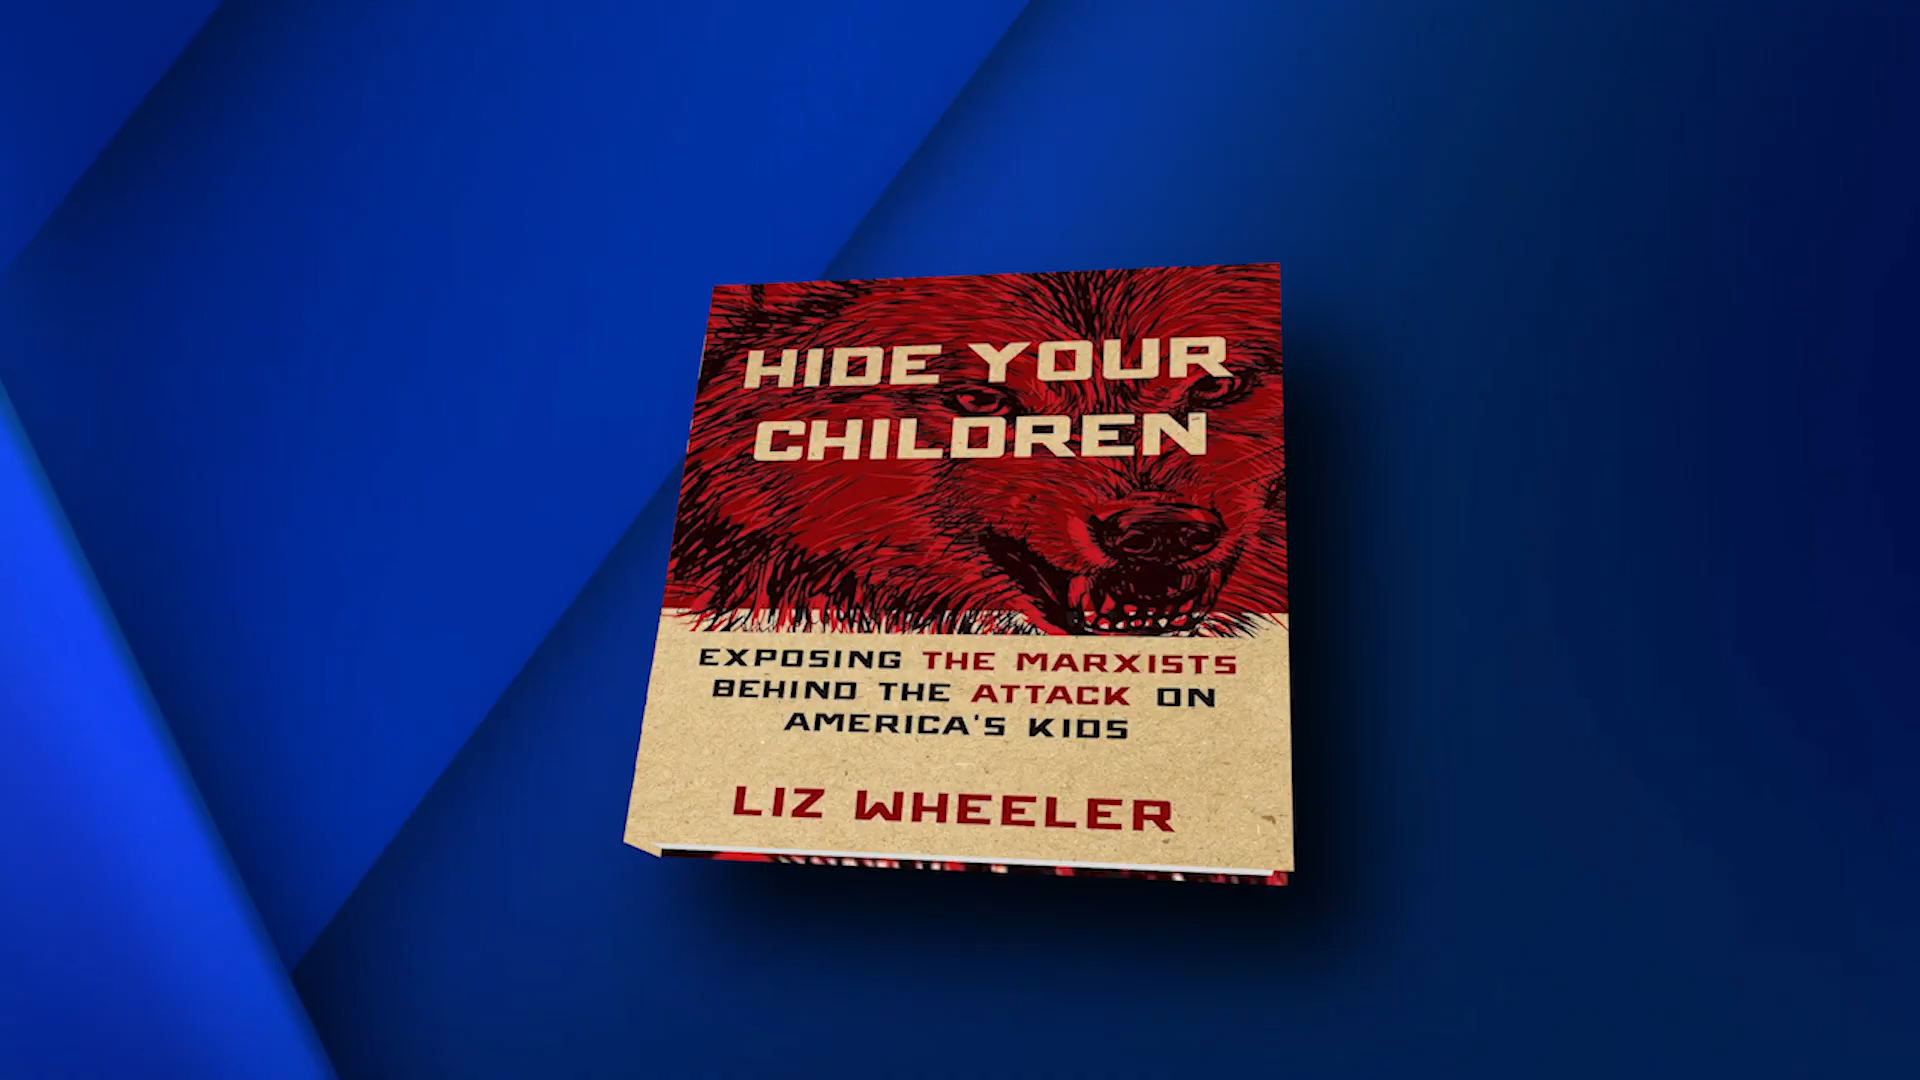 HIDE YOUR
CHILDREN
EXPOSING THE MARXISTS
BEHIND THE ATTACK ON
AMERICA'S KIDS
LIZ WHEELER